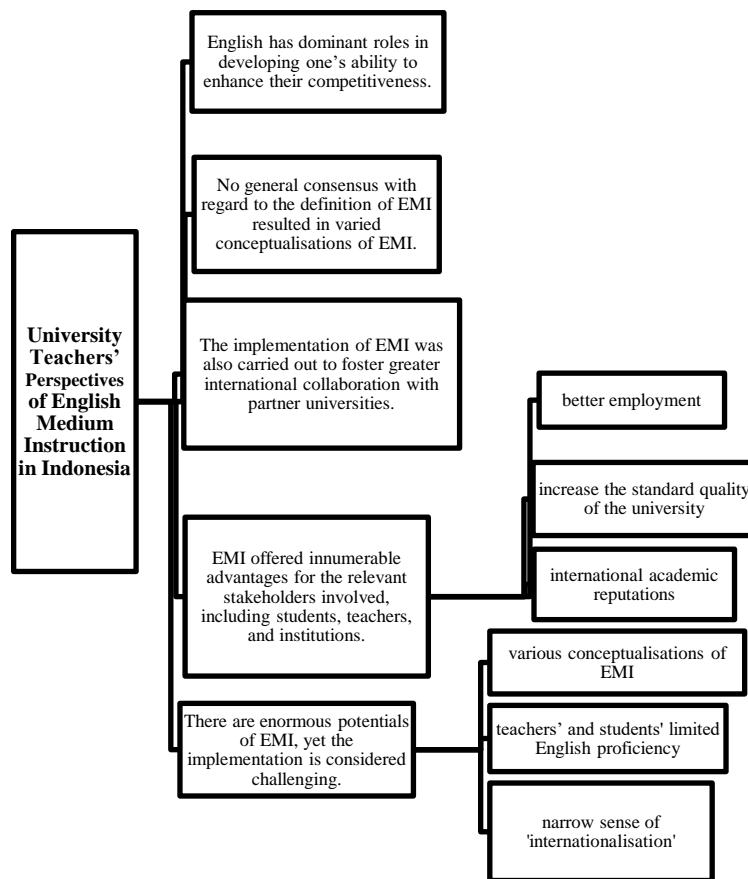 University
Teachers’
Perspectives
of English
Medium
Instruction
in Indonesia
English has dominant roles in
developing one’s ability to
enhance their competitiveness.
No general consensus with
regard to the definition of EMI
resulted in varied
conceptualisations of EMI.
The implementation of EMI was
also carried out to foster greater
international collaboration with
partner universities.
EMI offered innumerable
advantages for the relevant
stakeholders involved,
including students, teachers,
and institutions.
better employment
increase the standard quality
of the university
international academic
reputations
There are enormous potentials
of EMI, yet the
implementation is considered
challenging.
various conceptualisations of
EMI
teachers’ and students' limited
English proficiency
narrow sense of
'internationalisation'